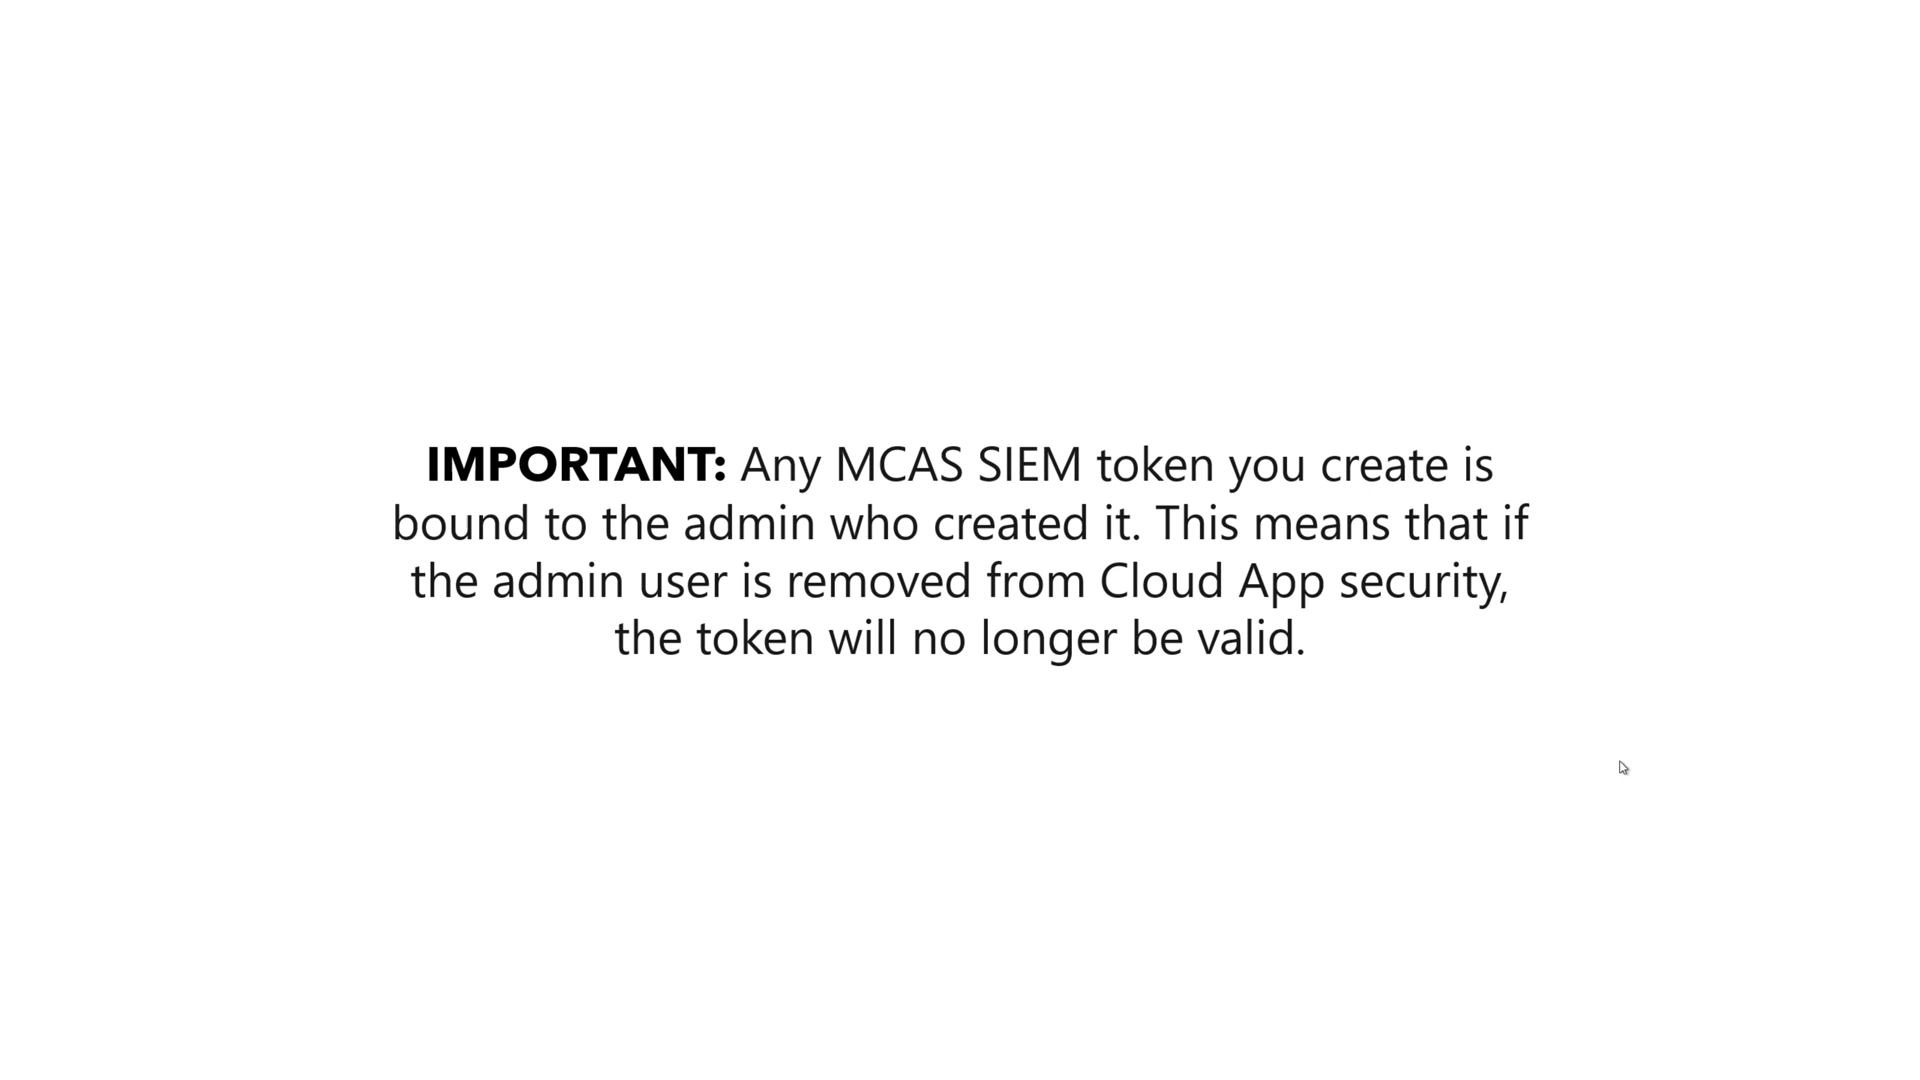 IMPORTANT: Any MCAS SIEM token you create is
bound to the admin who created it. This means that if
the admin user is removed from Cloud App security,
the token will no longer be valid.